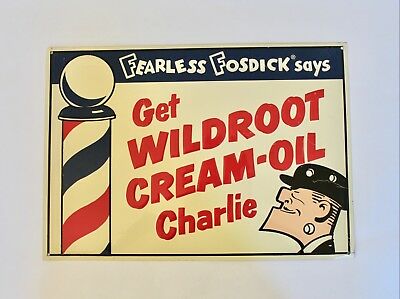 FEARLESS FOSDICK® says
Get
WILDROOT
CREAM-OIL
Charlie